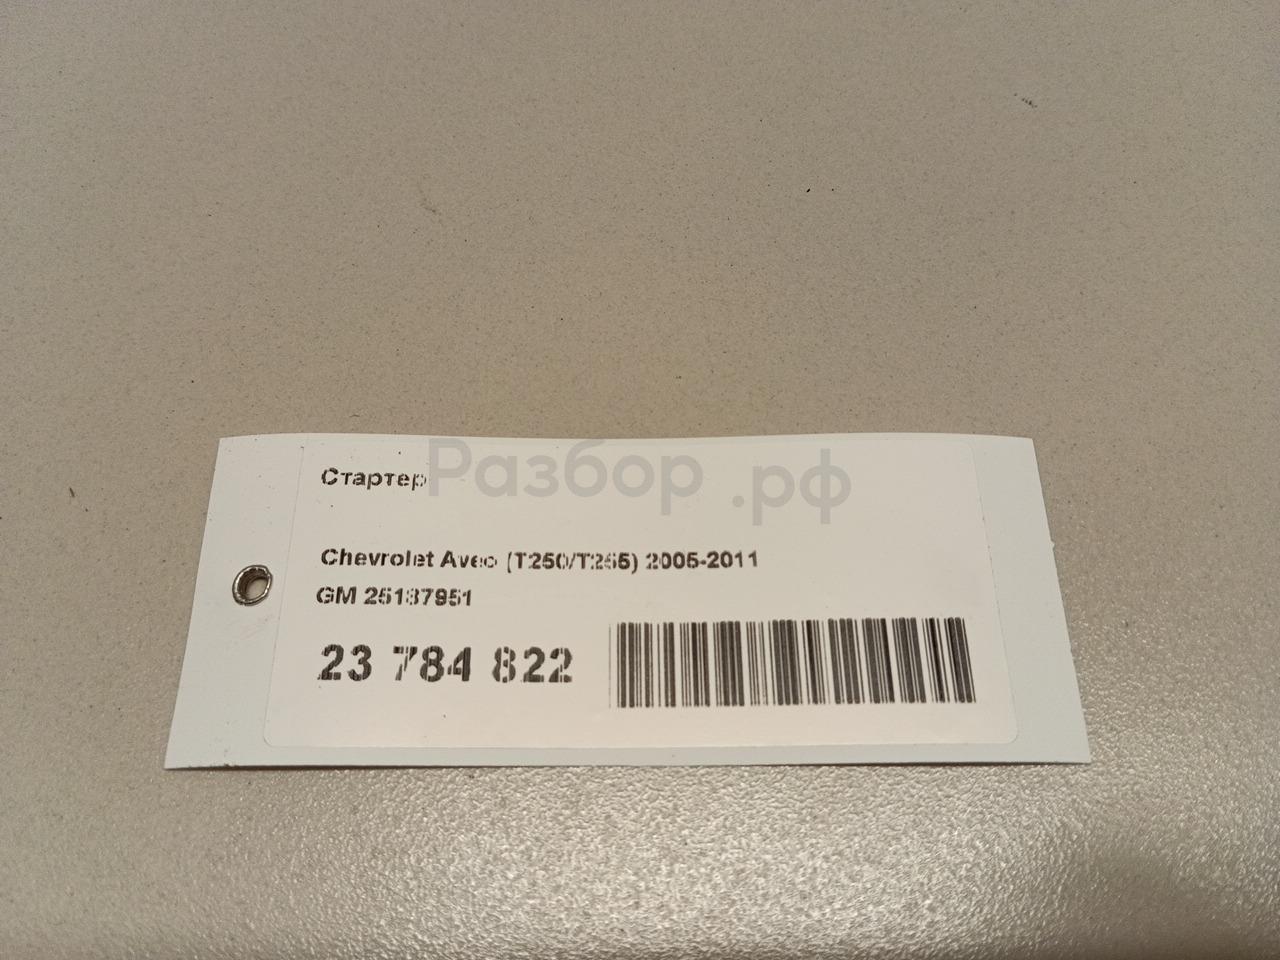 Стартер
Разбор.рф
Chevrolet Aveo (T250/T255) 2005-2011
GM 25187951
23 784 822